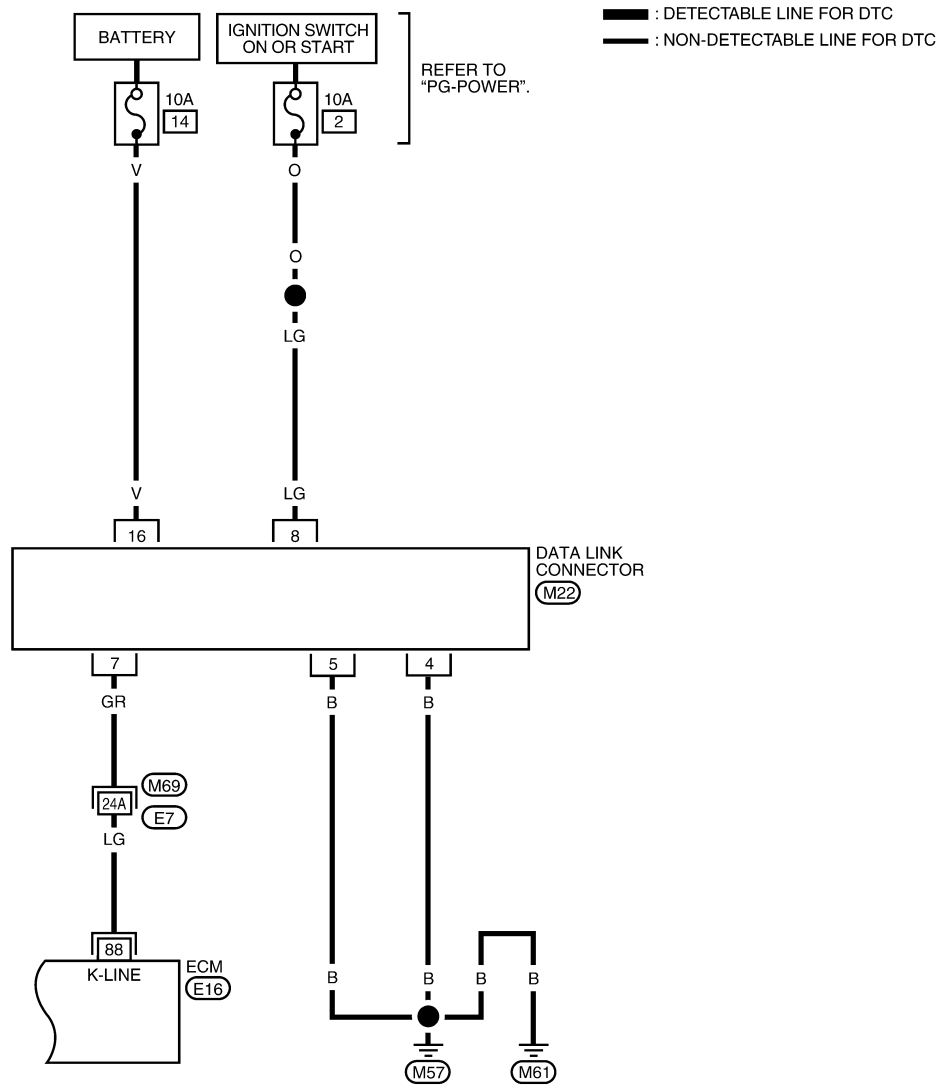 BATTERY
IGNITION SWITCH
ON OR START
REFER TO
“PG-POWER”.
: DETECTABLE LINE FOR DTC
: NON-DETECTABLE LINE FOR DTC
10A
14
10A
2
V
O
O
LG
V
LG
16
8
DATA LINK
CONNECTOR
M22
7
5
4
GR
B
B
M69
24A
E7
LG
88
K-LINE
ECM
E16
B
B
B
B
M57
M61